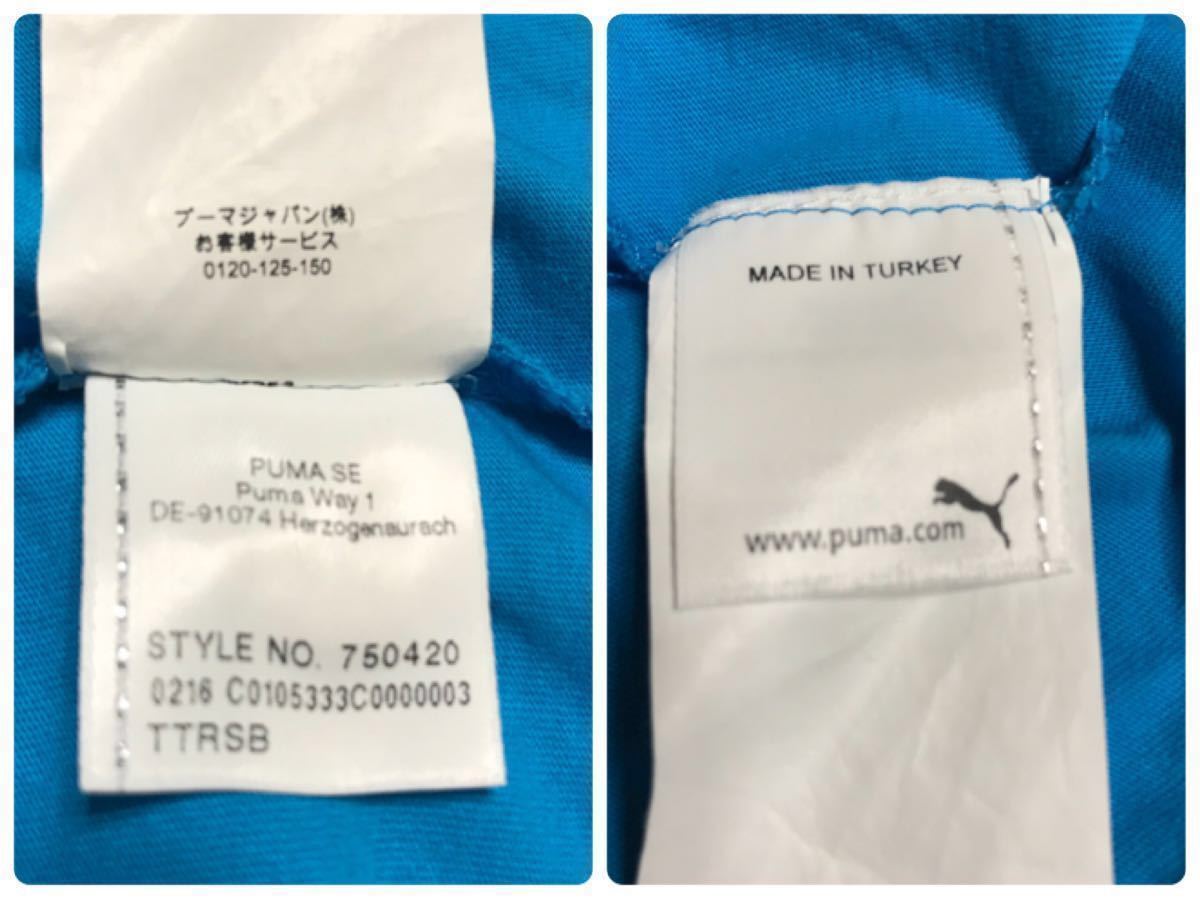 プーマジャパン(株)
お客様サービス
0120-125-150
PUMA SE
Puma Way 1
DE-91074 Herzogenaurach
STYLE NO. 750420
0216 C0105333C0000003
TTRSB
MADE IN TURKEY
www.puma.com